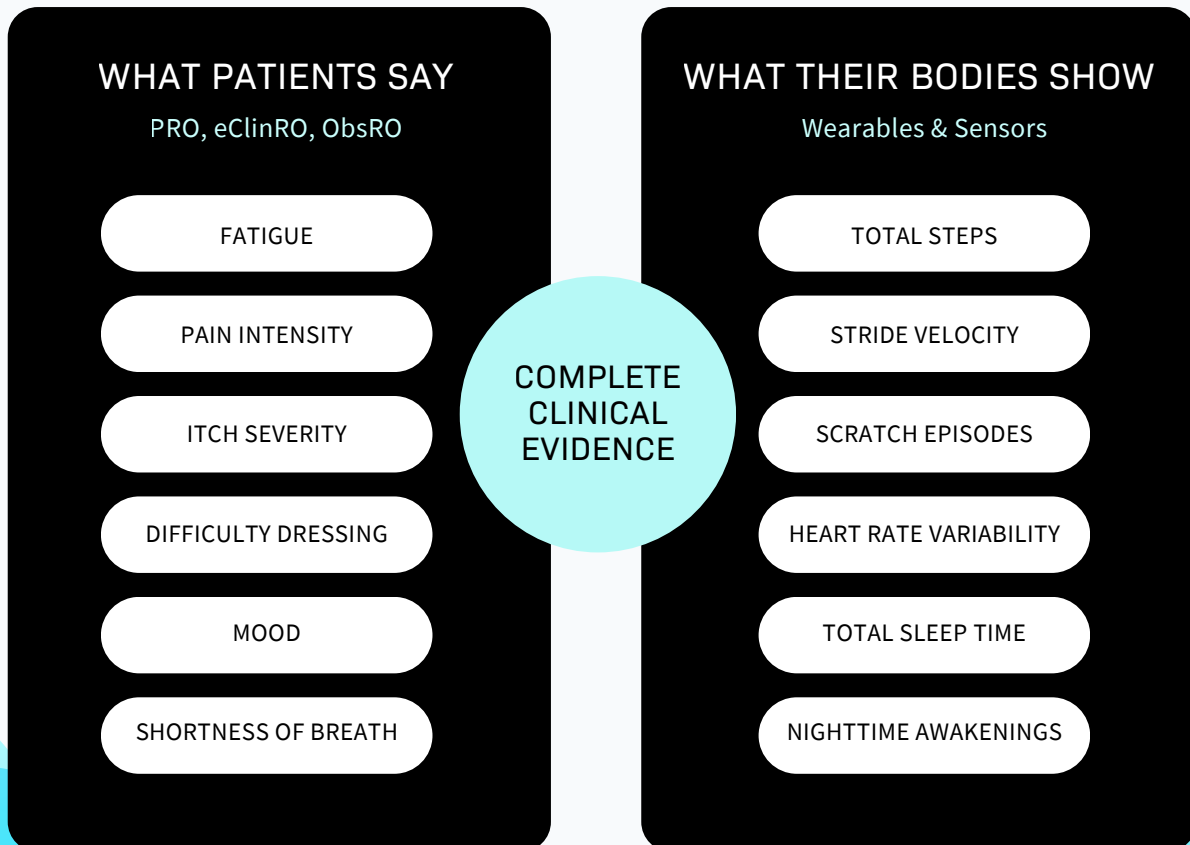 WHAT PATIENTS SAY
PRO, eClinRO, ObsRO
FATIGUE
PAIN INTENSITY
ITCH SEVERITY
DIFFICULTY DRESSING
MOOD
SHORTNESS OF BREATH
COMPLETE
CLINICAL
EVIDENCE
WHAT THEIR BODIES SHOW
Wearables & Sensors
TOTAL STEPS
STRIDE VELOCITY
SCRATCH EPISODES
HEART RATE VARIABILITY
TOTAL SLEEP TIME
NIGHTTIME AWAKENINGS